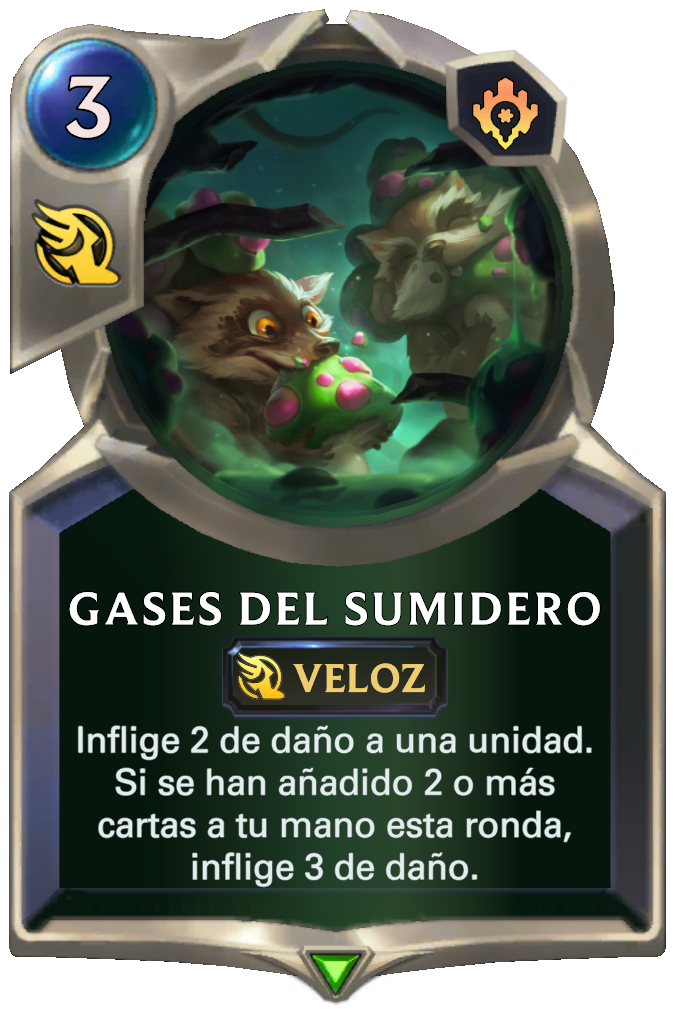 3
GASES DEL SUMIDERO
VELOZ
Inflige 2 de daño a una unidad.
Si se han añadido 2 o más
cartas a tu mano esta ronda,
inflige 3 de daño.